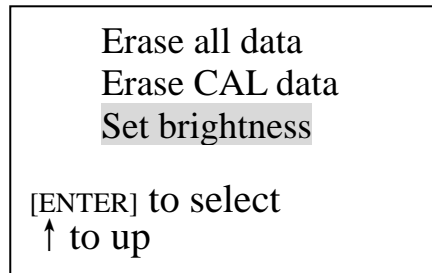 Erase all data
Erase CAL data
Set brightness
[ENTER] to select
↑ to up